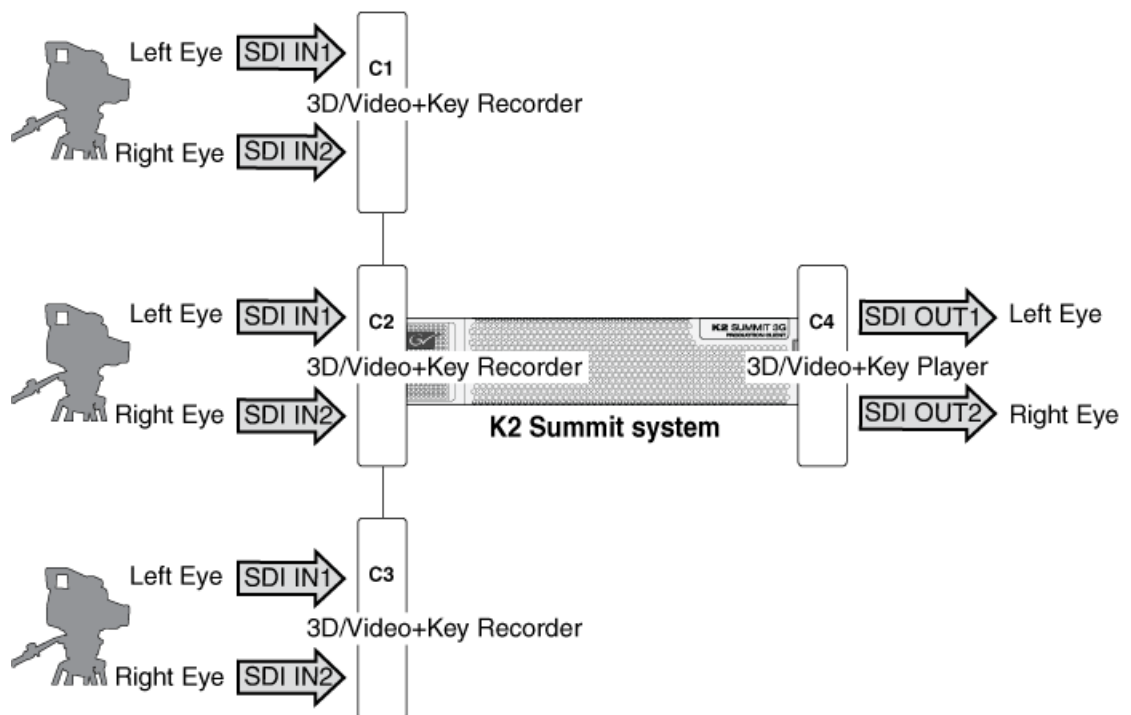 Left Eye SDI IN1
C1
3D/Video+Key Recorder
Right Eye SDI IN2
Left Eye SDI IN1 C2 K2 SUMMIT 3G C4 SDI OUT1 Left Eye
PRODUCTION CLIENT
3D/Video+Key Recorder 3D/Video+Key Player
Right Eye SDI IN2 SDI OUT2 Right Eye
K2 Summit system
Left Eye SDI IN1 C3
3D/Video+Key Recorder
Right Eye SDI IN2